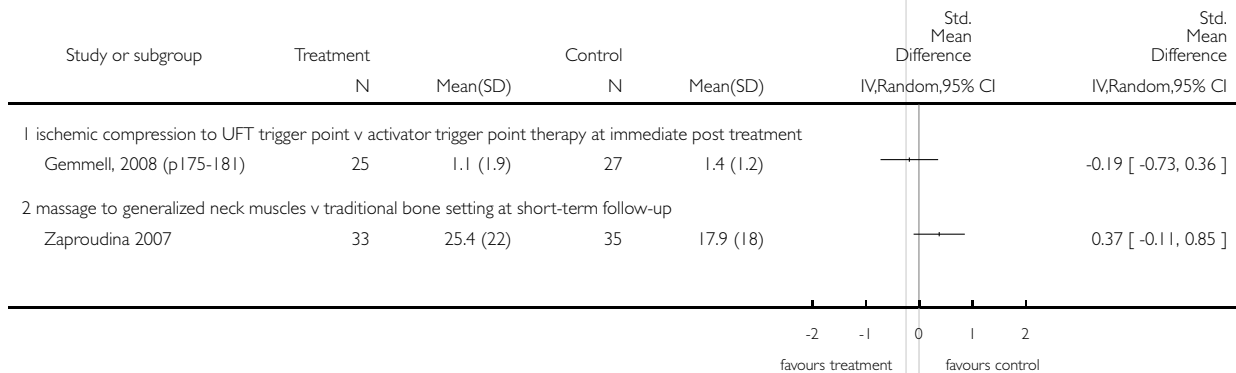 Std. Mean Difference Std. Mean Difference
Study or subgroup Treatment Control
N Mean(SD) N Mean(SD) IV,Random,95% CI IV,Random,95% CI
1 ischemic compression to UFT trigger point v activator trigger point therapy at immediate post treatment
Gemmell, 2008 (p175-181) 25 1.1 (1.9) 27 1.4 (1.2) -0.19 [ -0.73, 0.36 ]
2 massage to generalized neck muscles v traditional bone setting at short-term follow-up
Zaproudina 2007 33 25.4 (22) 35 17.9 (18) 0.37 [ -0.11, 0.85 ]
-2 -1 0 1 2
favours treatment favours control